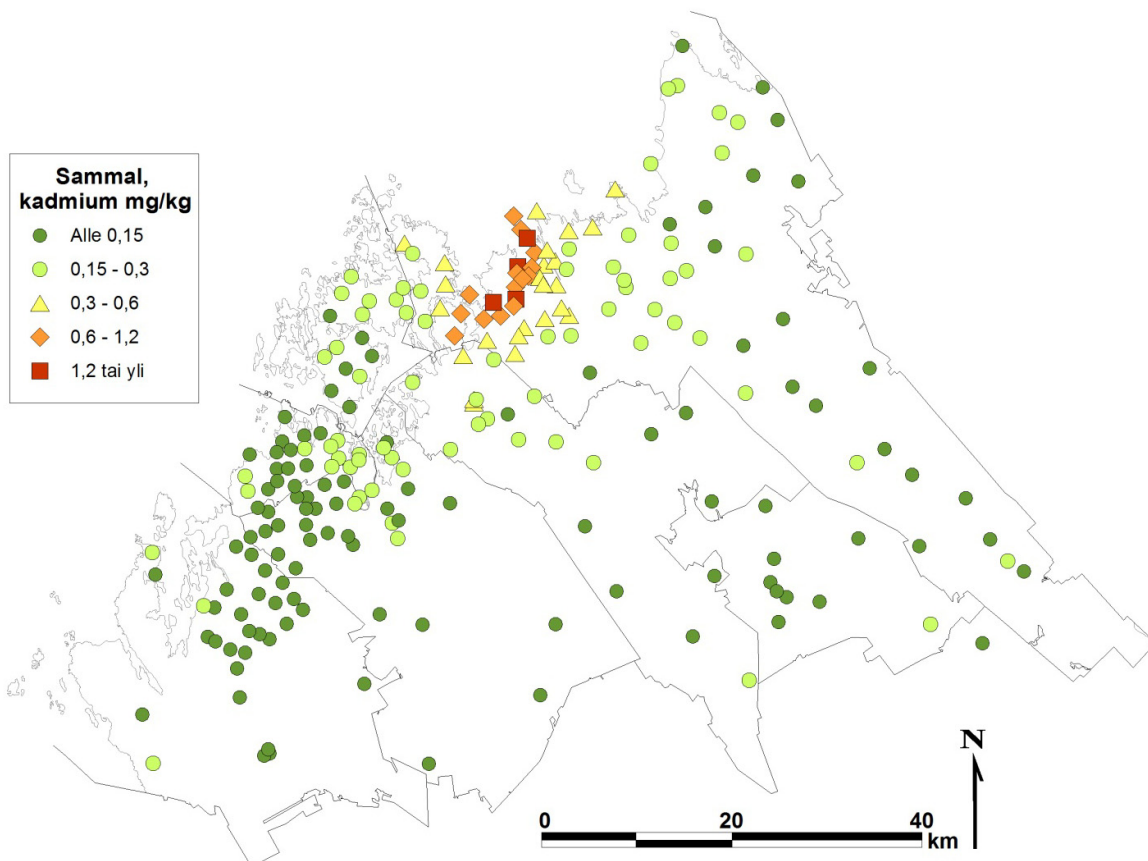 Sammal,
kadmium mg/kg
Alle 0,15
0,15 - 0,3
0,3 - 0,6
0,6 - 1,2
1,2 tai yli
N
0 20 40
km